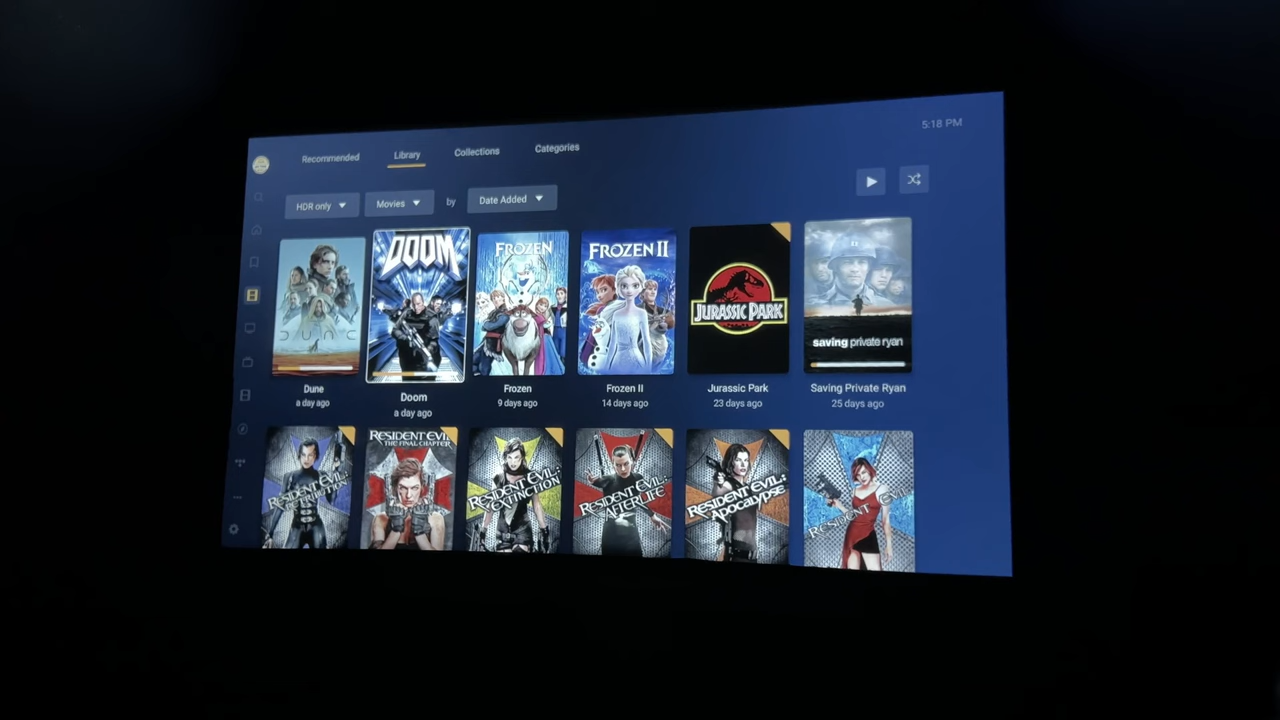 5:18 PM
Recommended Library Collections Categories
HDR only Movies by Date Added
DUNE
DOOM
FROZEN
FROZEN II
JURASSIC PARK
saving private ryan
Dune Doom Frozen Frozen II Jurassic Park Saving Private Ryan
a day ago a day ago 9 days ago 14 days ago 23 days ago 25 days ago
RESIDENT EVIL:
RESIDENT EVIL
THE FINAL CHAPTER
RESIDENT EVIL:
EXTINCTION
RESIDENT EVIL:
AFTERLIFE
RESIDENT EVIL:
APOCALYPSE
RESIDENT EVIL